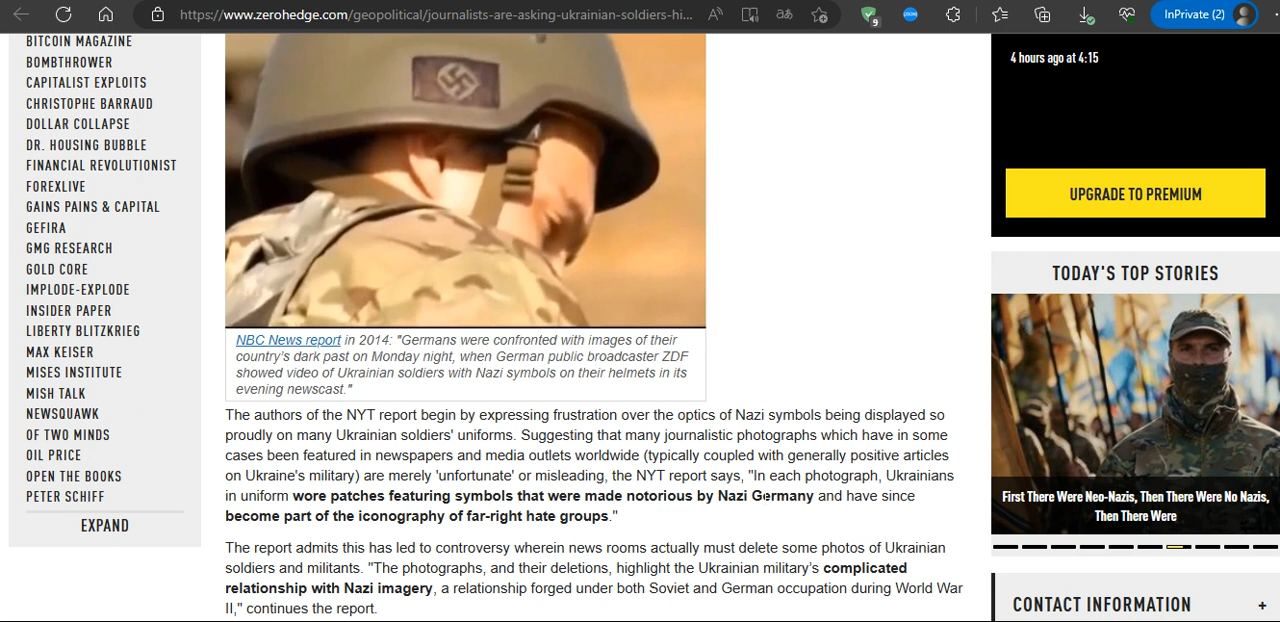 https://www.zerohedge.com/geopolitical/journalists-are-asking-ukrainian-soldiers-hi...
9
InPrivate (2)
BITCOIN MAGAZINE
BOMBTHROWER
CAPITALIST EXPLOITS
CHRISTOPHE BARRAUD
DOLLAR COLLAPSE
DR. HOUSING BUBBLE
FINANCIAL REVOLUTIONIST
FOREXLIVE
GAINS PAINS & CAPITAL
GEFIRA
GMG RESEARCH
GOLD CORE
IMPLODE-EXPLODE
INSIDER PAPER
LIBERTY BLITZKRIEG
MAX KEISER
MISES INSTITUTE
MISH TALK
NEWSQUAWK
OF TWO MINDS
OIL PRICE
OPEN THE BOOKS
PETER SCHIFF
EXPAND
NBC News report in 2014: "Germans were confronted with images of their
country's dark past on Monday night, when German public broadcaster ZDF
showed video of Ukrainian soldiers with Nazi symbols on their helmets in its
evening newscast."
The authors of the NYT report begin by expressing frustration over the optics of Nazi symbols being displayed so
proudly on many Ukrainian soldiers' uniforms. Suggesting that many journalistic photographs which have in some
cases been featured in newspapers and media outlets worldwide (typically coupled with generally positive articles
on Ukraine's military) are merely 'unfortunate' or misleading, the NYT report says, "In each photograph, Ukrainians
in uniform wore patches featuring symbols that were made notorious by Nazi Germany and have since
become part of the iconography of far-right hate groups."
The report admits this has led to controversy wherein news rooms actually must delete some photos of Ukrainian
soldiers and militants. "The photographs, and their deletions, highlight the Ukrainian military's complicated
relationship with Nazi imagery, a relationship forged under both Soviet and German occupation during World War
II," continues the report.
4 hours ago at 4:15
UPGRADE TO PREMIUM
TODAY'S TOP STORIES
First There Were Neo-Nazis, Then There Were No Nazis,
Then There Were
CONTACT INFORMATION +